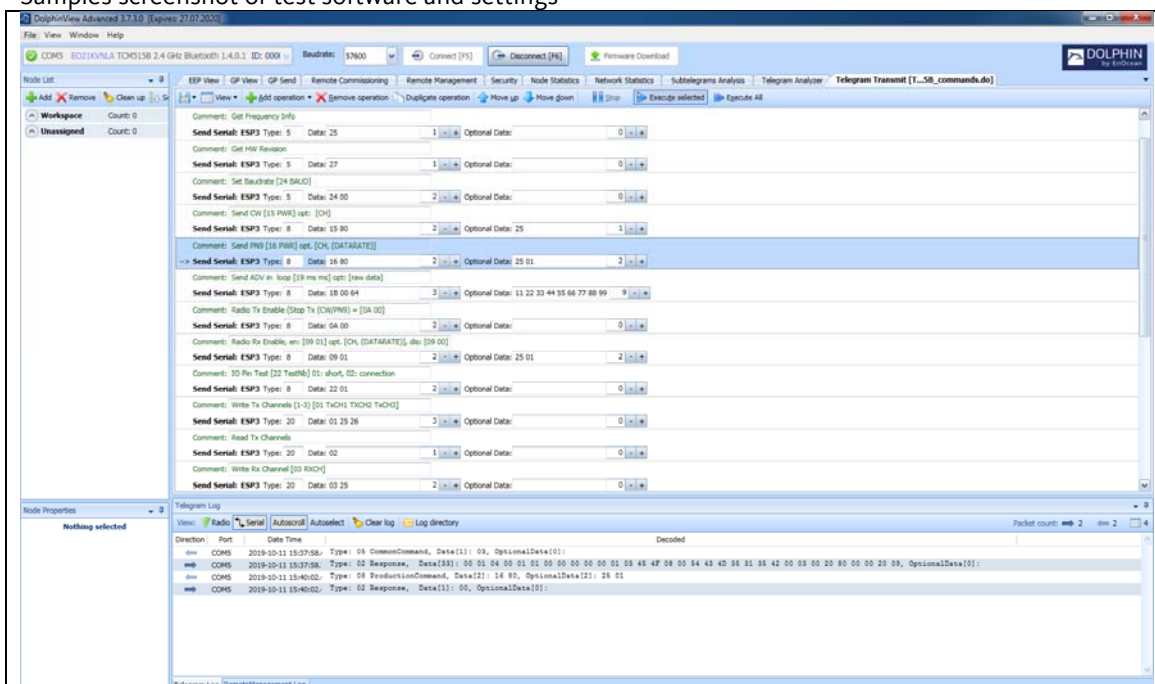 Samples screenshot of test software and settings
DolphinView Advanced 3.7.3.0 [Expires: 27.07.2020]
File View Window Help
COM5 EO21KVNLA TCM515B 2.4 GHz Bluetooth 1.4.0.1 ID: Baudrate: 57600 Connect [F5] Disconnect [F6] Firmware Download DOLPHIN
by EnOcean
Node List EEP View GP View GP Send Remote Commissioning Remote Management Security Node Statistics Network Statistics Subtelegrams Analysis Telegram Analyzer Telegram Transmit [T...5B_commands.do]
Add Remove Clean up View Add operation Remove operation Duplicate operation Move up Move down Stop Execute selected Execute All
Workspace Count: 0
Unassigned Count: 0
Comment: Get Frequency Info
Send Serial: ESP3 Type: 5 Data: 25 1 - + Optional Data: 0 - +
Comment: Get HW Revision
Send Serial: ESP3 Type: 5 Data: 27 1 - + Optional Data: 0 - +
Comment: Set Baudrate [24 BAUD]
Send Serial: ESP3 Type: 5 Data: 24 00 2 - + Optional Data: 0 - +
Comment: Send CW [15 PWR] opt: [CH]
Send Serial: ESP3 Type: 8 Data: 15 80 2 - + Optional Data: 25 1 - +
Comment: Send PN9 [16 PWR] opt. [CH, (DATARATE)]
--> Send Serial: ESP3 Type: 8 Data: 16 80 2 - + Optional Data: 25 01 2 - +
Comment: Send ADV in loop [19 ms ms] opt: [raw data]
Send Serial: ESP3 Type: 8 Data: 1B 00 64 3 - + Optional Data: 11 22 33 44 55 66 77 88 99 9 - +
Comment: Radio Tx Enable (Stop Tx (CW/PN9) = [0A 00]
Send Serial: ESP3 Type: 8 Data: 0A 00 2 - + Optional Data: 0 - +
Comment: Radio Rx Enable, en: [09 01] opt. [CH, (DATARATE)], dis: [09 00]
Send Serial: ESP3 Type: 8 Data: 09 01 2 - + Optional Data: 25 01 2 - +
Comment: IO Pin Test [22 TestNb] 01: short, 02: connection
Send Serial: ESP3 Type: 8 Data: 22 01 2 - + Optional Data: 0 - +
Comment: Write Tx Channels (1-3) [01 TxCH1 TXCH2 TxCH3]
Send Serial: ESP3 Type: 20 Data: 01 25 26 3 - + Optional Data: 0 - +
Comment: Read Tx Channels
Send Serial: ESP3 Type: 20 Data: 02 1 - + Optional Data: 0 - +
Comment: Write Rx Channel [03 RXCH]
Send Serial: ESP3 Type: 20 Data: 03 25 2 - + Optional Data: 0 - +
Node Properties
Nothing selected
Telegram Log
View: Radio Serial Autoscroll Autoselect Clear log Log directory Packet count: 2 2 4
Direction Port Date Time Decoded
COM5 2019-10-11 15:37:58. Type: 05 CommonCommand, Data[1]: 03, OptionalData[0]:
COM5 2019-10-11 15:37:58. Type: 02 Response, Data[33]: 00 01 04 00 01 01 00 00 00 00 00 01 03 45 4F 08 00 54 43 4D 35 31 35 42 00 03 00 20 80 00 00 20 09, OptionalData[0]:
COM5 2019-10-11 15:40:02. Type: 08 ProductionCommand, Data[2]: 16 80, OptionalData[2]: 25 01
COM5 2019-10-11 15:40:02. Type: 02 Response, Data[1]: 00, OptionalData[0]: